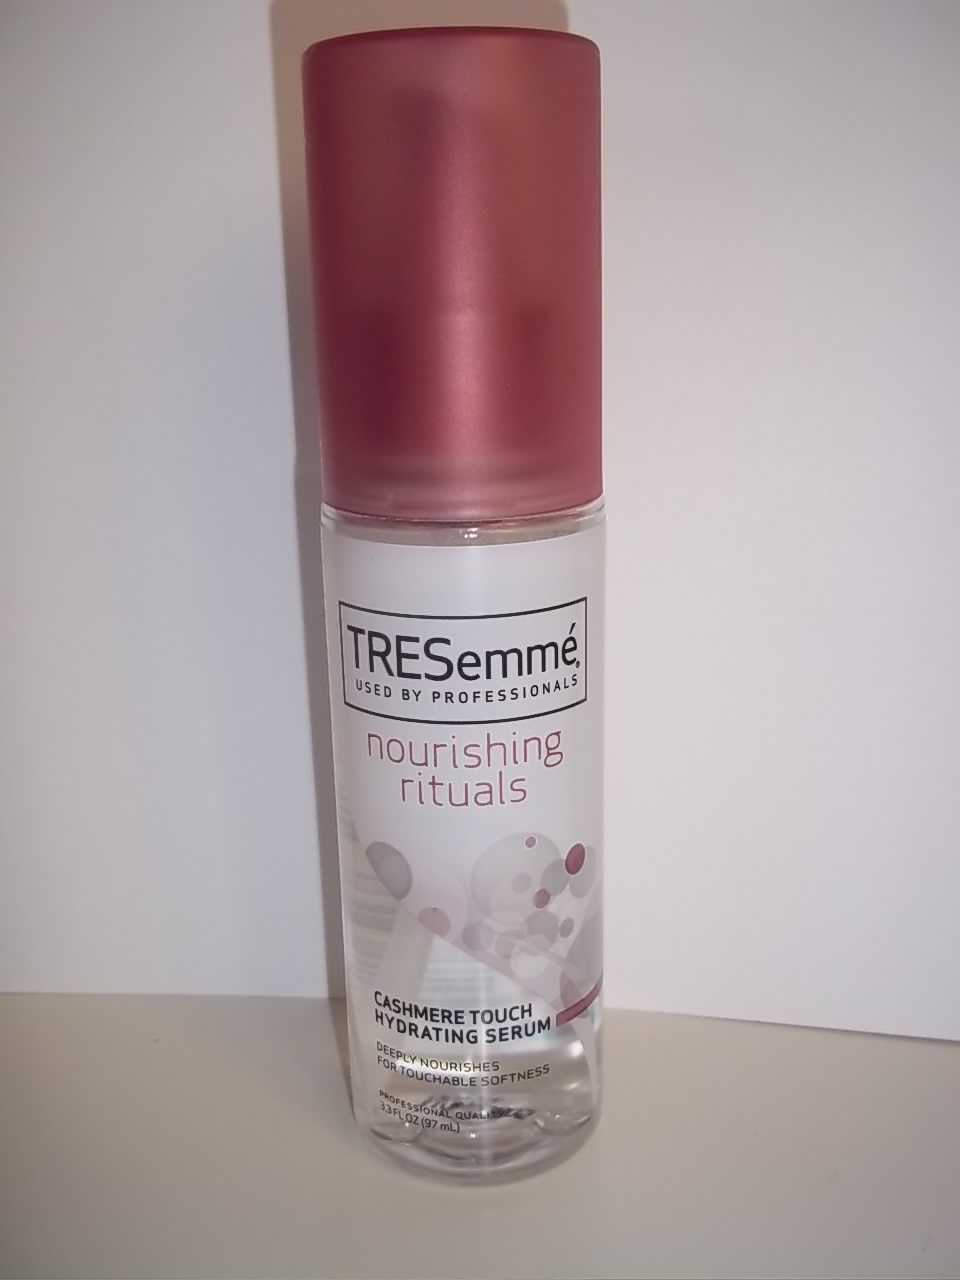 TRESemmé®
USED BY PROFESSIONALS
nourishing
rituals
CASHMERE TOUCH
HYDRATING SERUM
DEEPLY NOURISHES
FOR TOUCHABLE SOFTNESS
PROFESSIONAL QUALITY
3.3 FL OZ (97 mL)